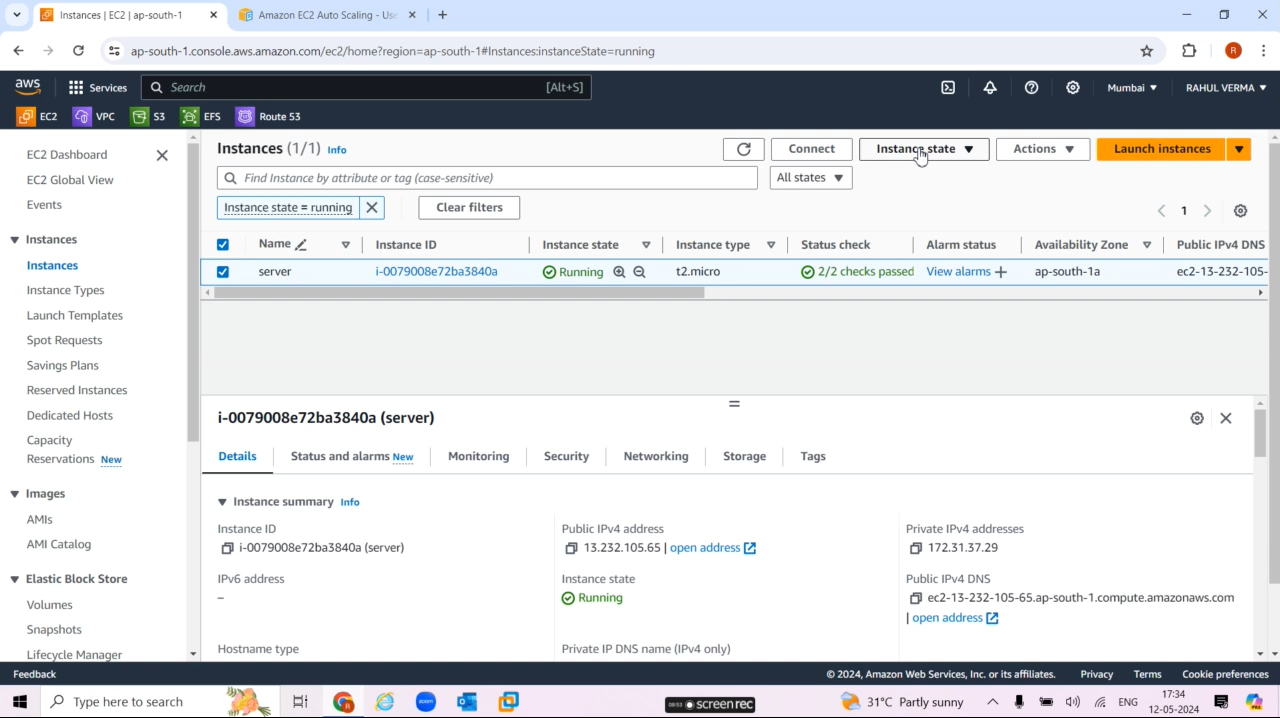 Instances | EC2 | ap-south-1
Amazon EC2 Auto Scaling - Use
ap-south-1.console.aws.amazon.com/ec2/home?region=ap-south-1#Instances:instanceState=running
R
aws
Services
Search
[Alt+S]
Mumbai
RAHUL VERMA
EC2
VPC
S3
EFS
Route 53
EC2 Dashboard
EC2 Global View
Events
Instances
Instances
Instance Types
Launch Templates
Spot Requests
Savings Plans
Reserved Instances
Dedicated Hosts
Capacity
Reservations New
Images
AMIs
AMI Catalog
Elastic Block Store
Volumes
Snapshots
Lifecycle Manager
Instances (1/1) Info
Connect
Instance state
Actions
Launch instances
Find Instance by attribute or tag (case-sensitive)
All states
Instance state = running
Clear filters
1
Name Instance ID Instance state Instance type Status check Alarm status Availability Zone Public IPv4 DNS
server i-0079008e72ba3840a Running t2.micro 2/2 checks passed View alarms ap-south-1a ec2-13-232-105-
i-0079008e72ba3840a (server)
Details
Status and alarms New
Monitoring
Security
Networking
Storage
Tags
Instance summary Info
Instance ID
i-0079008e72ba3840a (server)
Public IPv4 address
13.232.105.65 | open address
Private IPv4 addresses
172.31.37.29
IPv6 address
–
Instance state
Running
Public IPv4 DNS
ec2-13-232-105-65.ap-south-1.compute.amazonaws.com
| open address
Hostname type
Private IP DNS name (IPv4 only)
Feedback
© 2024, Amazon Web Services, Inc. or its affiliates.
Privacy
Terms
Cookie preferences
Type here to search
zoom
screen rec
31°C Partly sunny
ENG
17:34
12-05-2024